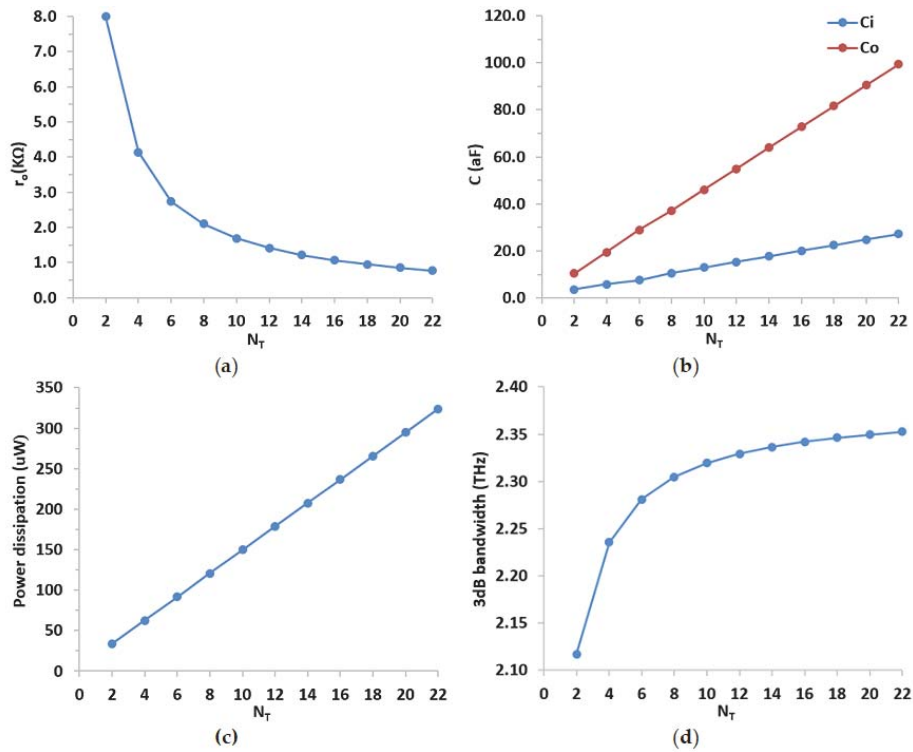 8.0
7.0
6.0
5.0
4.0
3.0
2.0
1.0
0.0
rₒ(KΩ)
0 2 4 6 8 10 12 14 16 18 20 22
N_T
(a)
120.0
100.0
80.0
60.0
40.0
20.0
0.0
C (aF)
Ci
Co
0 2 4 6 8 10 12 14 16 18 20 22
N_T
(b)
350
300
250
200
150
100
50
0
Power dissipation (uW)
0 2 4 6 8 10 12 14 16 18 20 22
N_T
(c)
2.40
2.35
2.30
2.25
2.20
2.15
2.10
3dB bandwidth (THz)
0 2 4 6 8 10 12 14 16 18 20 22
N_T
(d)